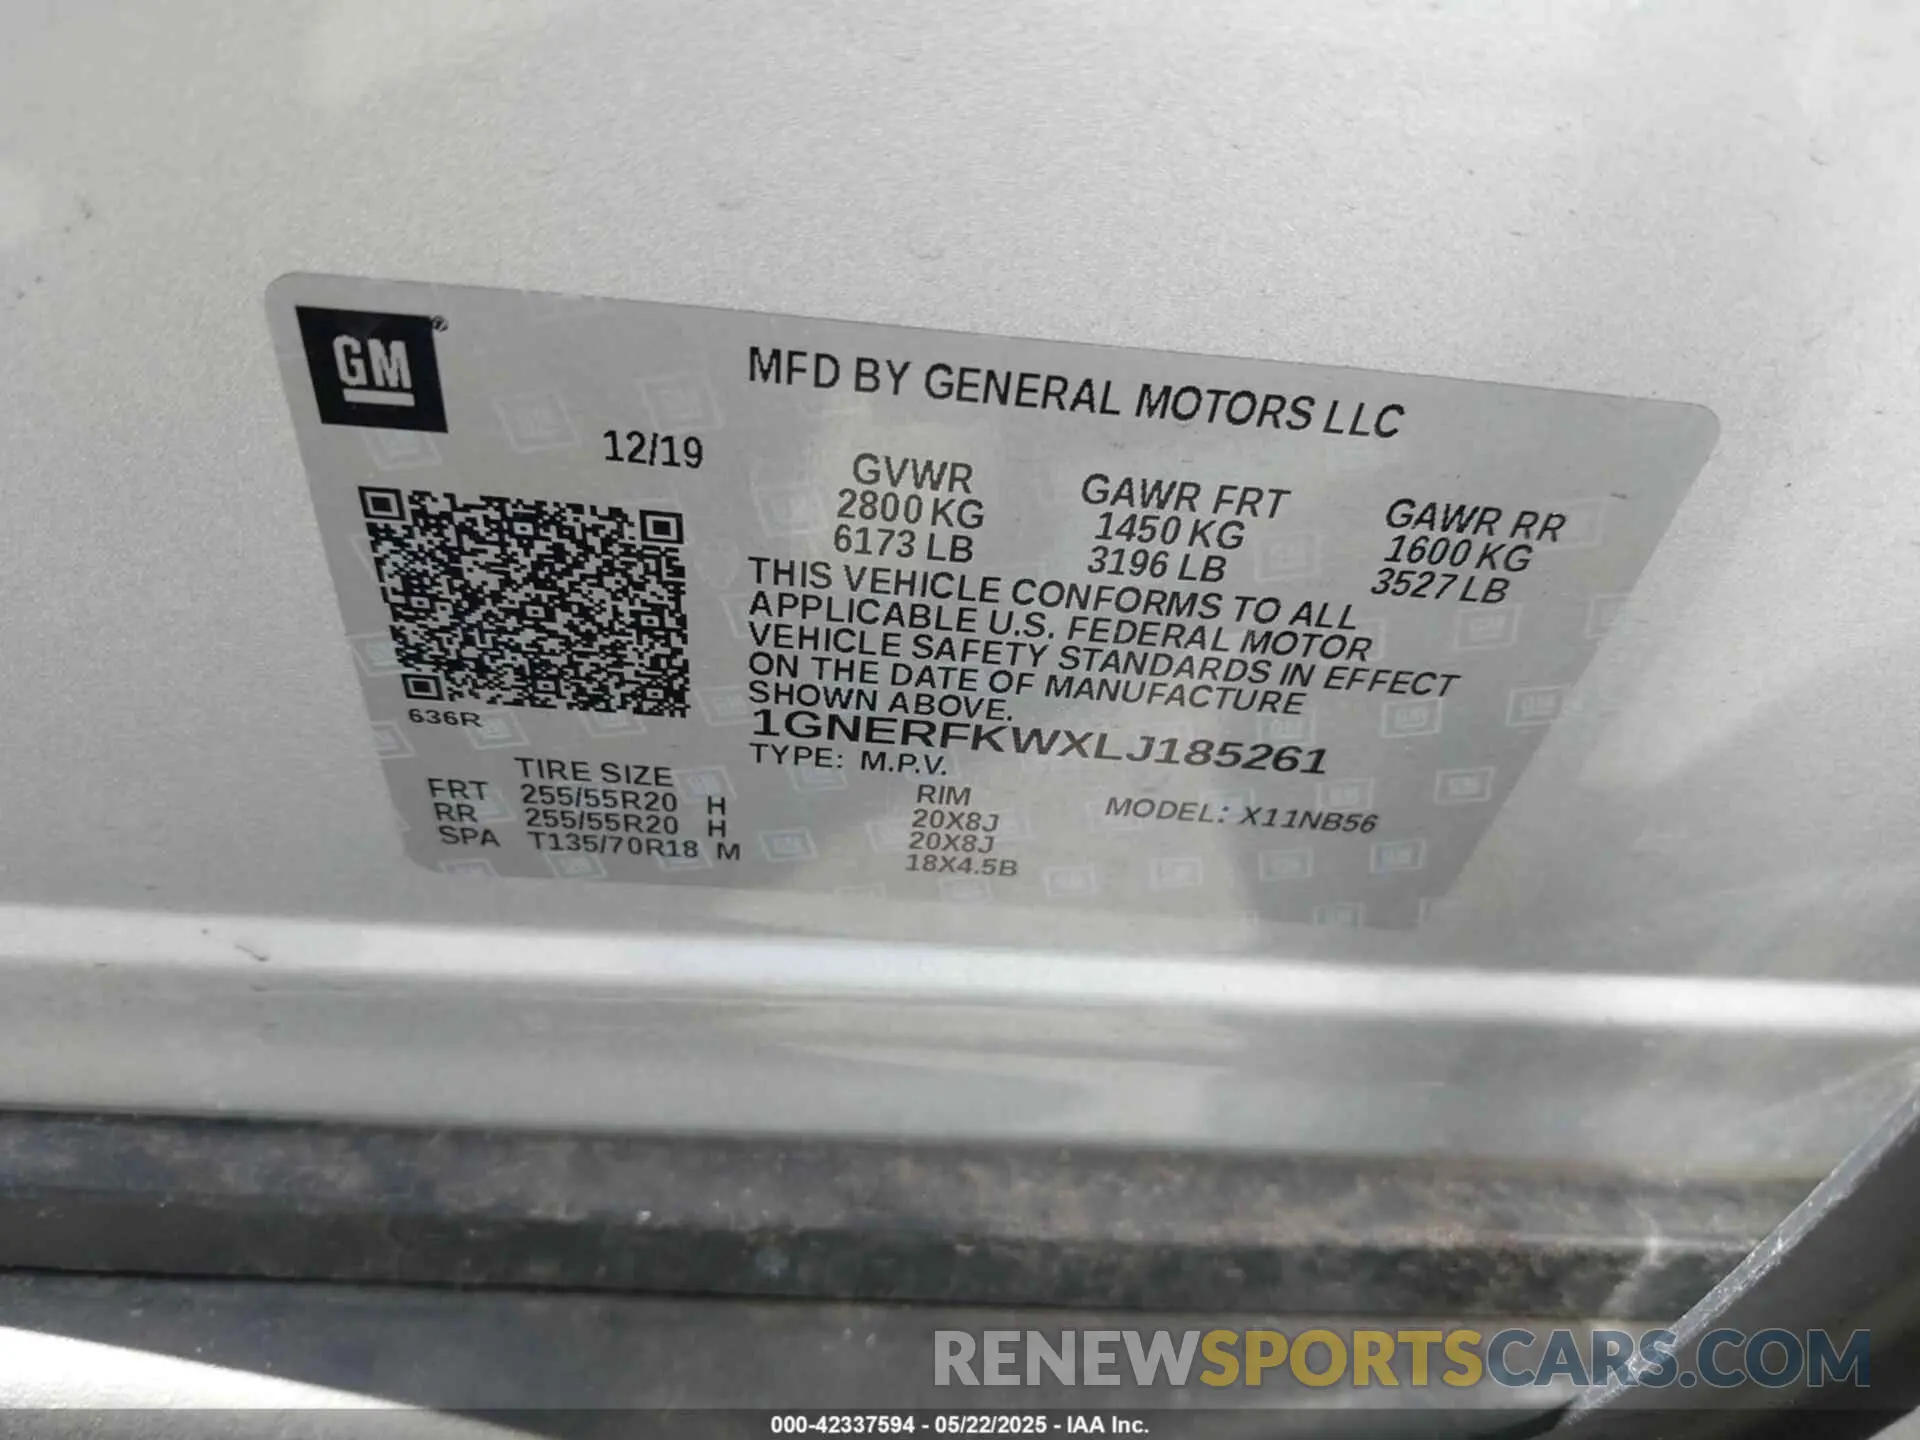 GM
MFD BY GENERAL MOTORS LLC
12/19
GVWR GAWR FRT GAWR RR
2800 KG 1450 KG 1600 KG
6173 LB 3196 LB 3527 LB
THIS VEHICLE CONFORMS TO ALL
APPLICABLE U.S. FEDERAL MOTOR
VEHICLE SAFETY STANDARDS IN EFFECT
ON THE DATE OF MANUFACTURE
SHOWN ABOVE.
636R
1GNERFKWXLJ185261
TYPE: M.P.V.
TIRE SIZE RIM MODEL: X11NB56
FRT 255/55R20 H 20X8J
RR 255/55R20 H 20X8J
SPA T135/70R18 M 18X4.5B
RENEWSPORTSCARS.COM
000-42337594 - 05/22/2025 - IAA Inc.